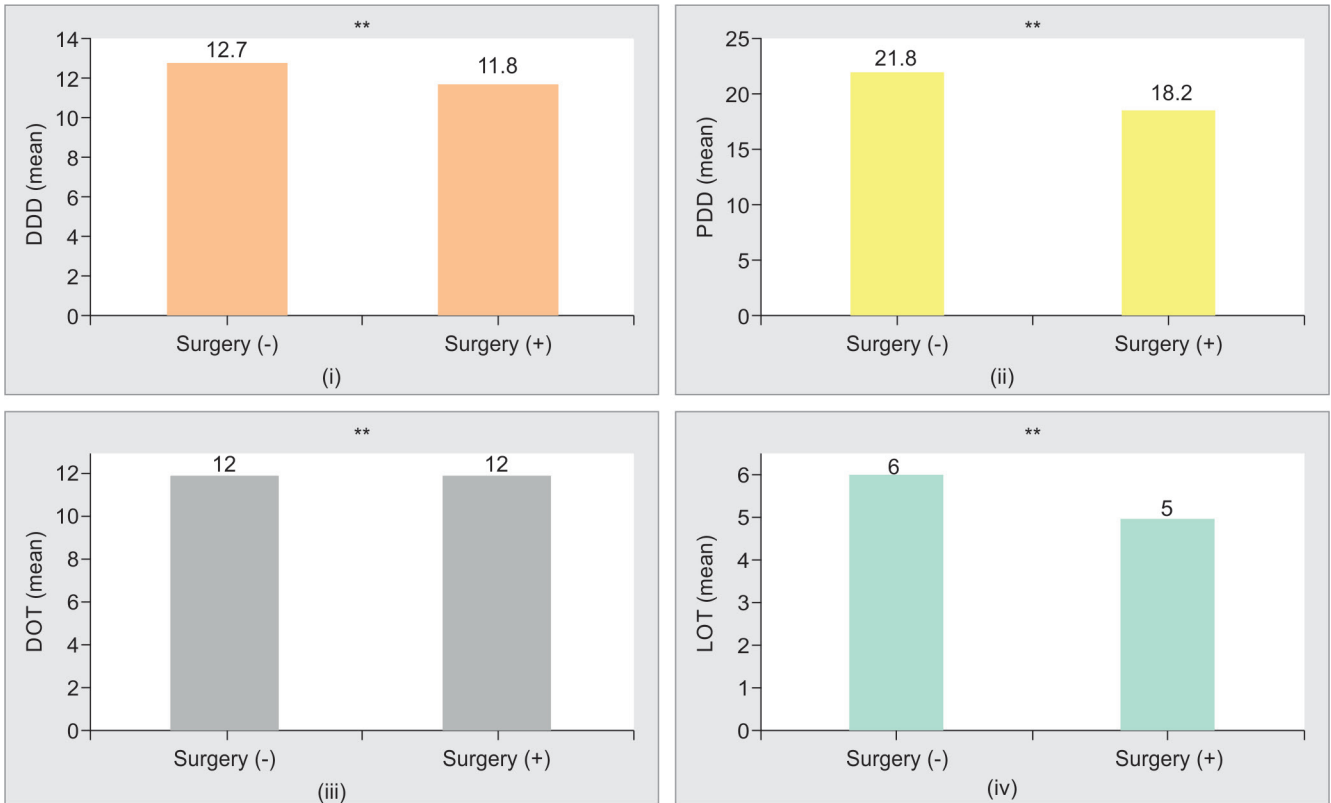 **
DDD (mean)
14
12
10
8
6
4
2
0
12.7
11.8
Surgery (-)
Surgery (+)
(i)
**
PDD (mean)
25
20
15
10
5
0
21.8
18.2
Surgery (-)
Surgery (+)
(ii)
**
DOT (mean)
12
10
8
6
4
2
0
12
12
Surgery (-)
Surgery (+)
(iii)
**
LOT (mean)
6
5
4
3
2
1
0
6
5
Surgery (-)
Surgery (+)
(iv)